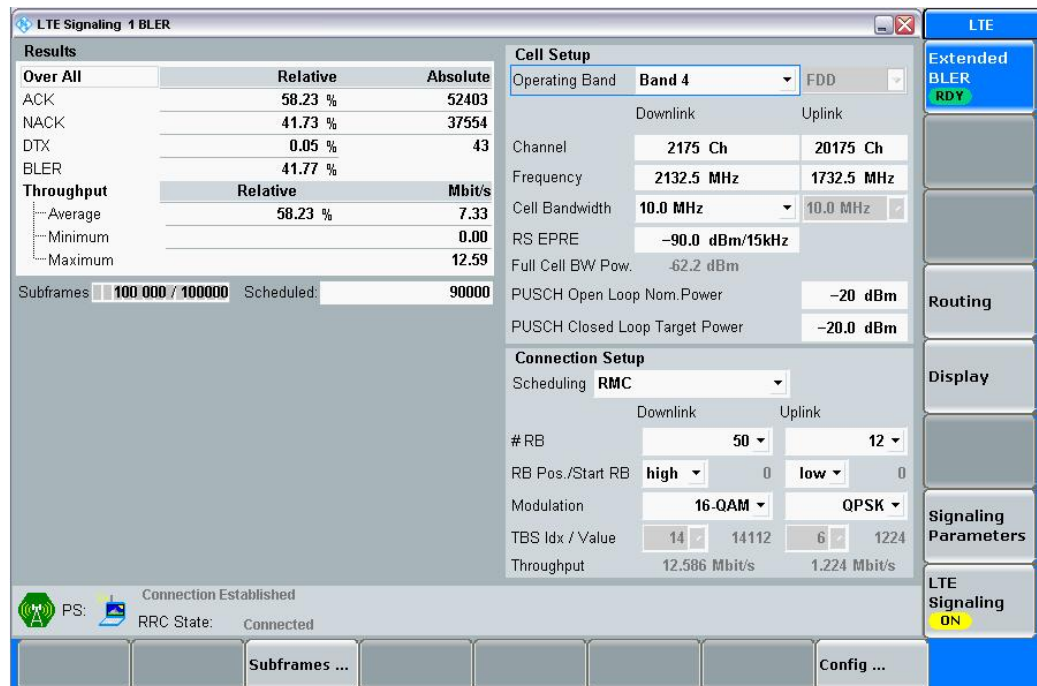 LTE Signaling 1 BLER
Results
Over All Relative Absolute
ACK 58.23 % 52403
NACK 41.73 % 37554
DTX 0.05 % 43
BLER 41.77 %
Throughput Relative Mbit/s
Average 58.23 % 7.33
Minimum 0.00
Maximum 12.59
Subframes 100 000 / 100000 Scheduled: 90000
Cell Setup
Operating Band Band 4 FDD
Downlink Uplink
Channel 2175 Ch 20175 Ch
Frequency 2132.5 MHz 1732.5 MHz
Cell Bandwidth 10.0 MHz 10.0 MHz
RS EPRE −90.0 dBm/15kHz
Full Cell BW Pow. -62.2 dBm
PUSCH Open Loop Nom.Power −20 dBm
PUSCH Closed Loop Target Power −20.0 dBm
Connection Setup
Scheduling RMC
Downlink Uplink
# RB 50 12
RB Pos./Start RB high 0 low 0
Modulation 16-QAM QPSK
TBS Idx / Value 14 14112 6 1224
Throughput 12.586 Mbit/s 1.224 Mbit/s
PS: Connection Established
RRC State: Connected
Subframes ...
Config ...
LTE
Extended
BLER
RDY
Routing
Display
Signaling
Parameters
LTE
Signaling
ON